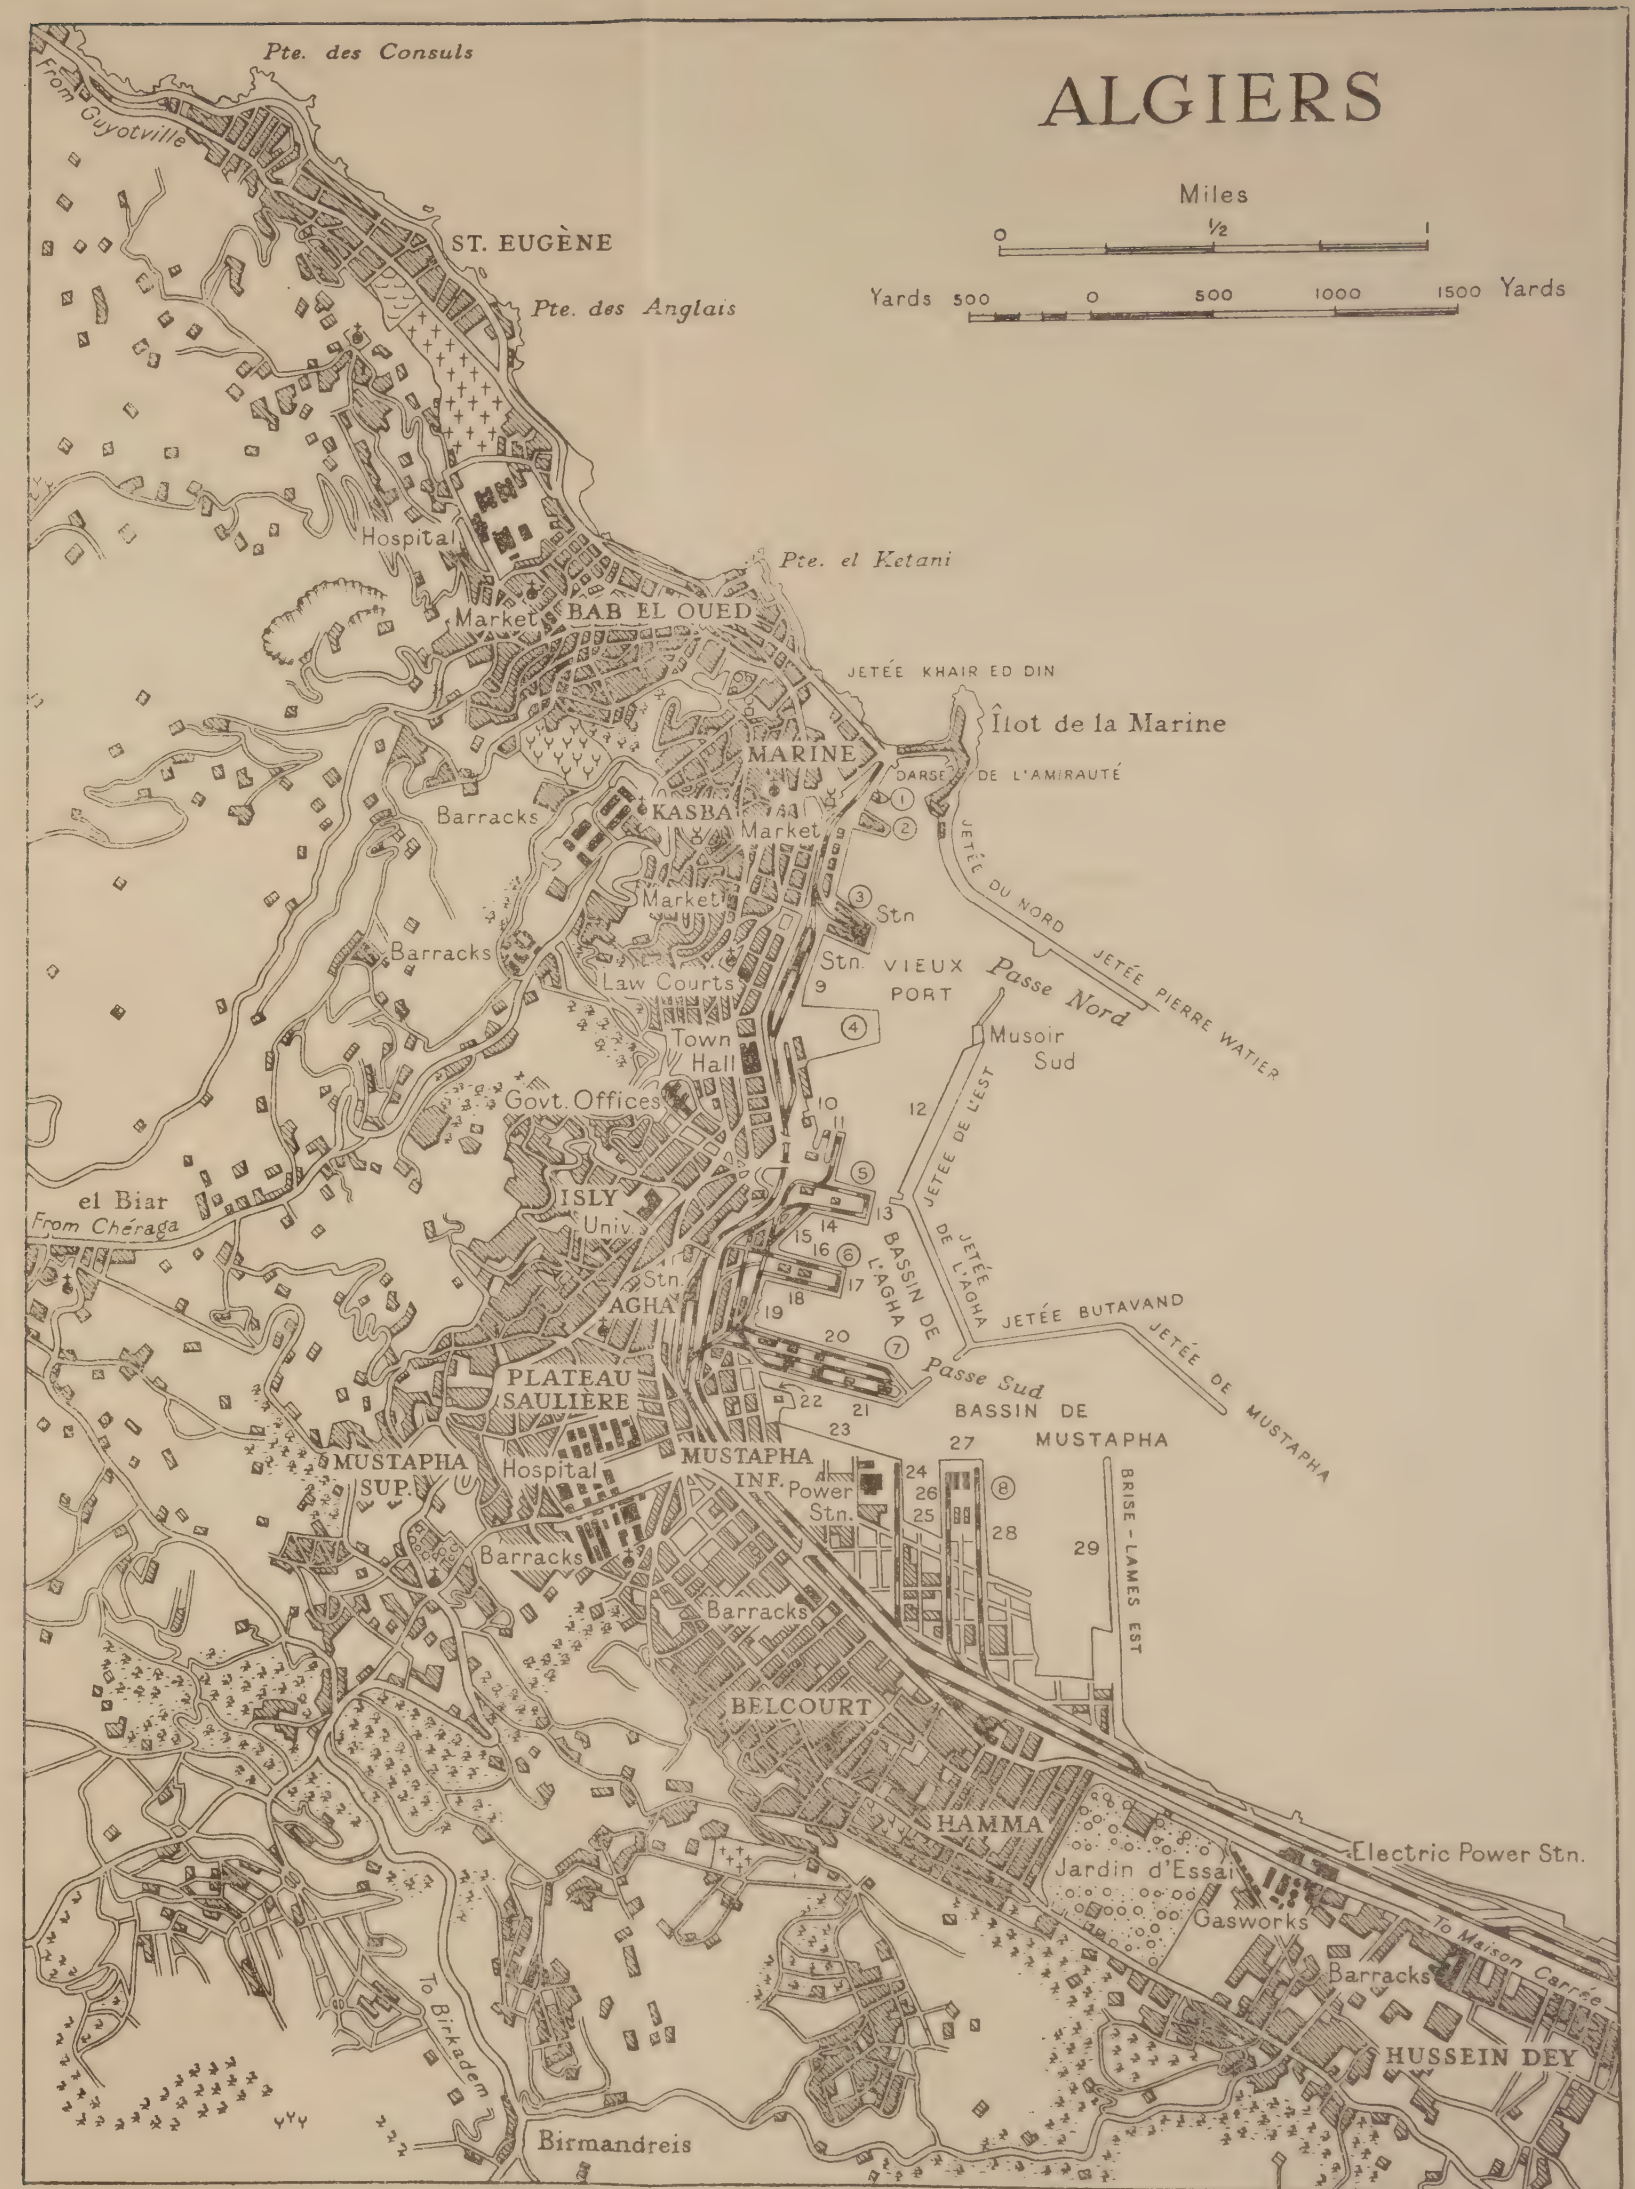 Pte. des Consuls
ALGIERS
From Guyotville
Miles
0 ½ 1
ST. EUGÈNE
Yards 500 0 500 1000 1500 Yards
Pte. des Anglais
Hospital
Pte. el Ketani
Market
BAB EL OUED
JETÉE KHAIR ED DIN
Îlot de la Marine
MARINE
DARSE DE L'AMIRAUTÉ
1
Barracks
KASBA
Market
2
JETÉE DU NORD
Market
3
Stn
Barracks
Stn.
VIEUX
PORT
Passe Nord
JETÉE PIERRE WATIER
Law Courts
9
4
Town
Hall
Musoir
Sud
Govt. Offices
10
11
12
JETÉE DE L'EST
5
el Biar
From Chéraga
ISLY
Univ.
13
14
15
16
6
17
18
BASSIN DE
L'AGHA
JETÉE
DE L'AGHA
Stn.
AGHA
19
20
7
JETÉE BUTAVAND
JETÉE DE MUSTAPHA
Passe Sud
PLATEAU
SAULIÈRE
22
21
23
BASSIN DE
MUSTAPHA
MUSTAPHA
SUP.
Hospital
MUSTAPHA
INF.
Power
Stn.
24
26
25
27
8
28
29
BRISE-LAMES EST
Barracks
Barracks
BELCOURT
HAMMA
Jardin d'Essai
Electric Power Stn.
Gasworks
To Maison Carrée
Barracks
To Birkadem
HUSSEIN DEY
Birmandreis